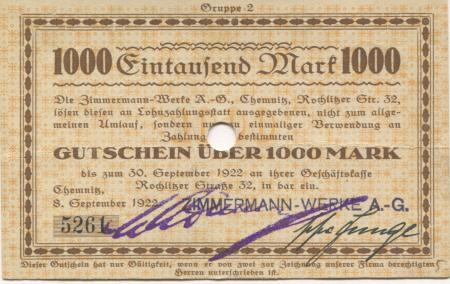 Gruppe 2
1000 Eintausend Mark 1000
Die Zimmermann-Werke A.-G., Chemnitz, Rochlitzer Str. 32,
lösen diesen an Lohnzahlungsstatt ausgegebenen, nicht zum allge-
meinen Umlauf, sondern zu einmaliger Verwendung an
Zahlung bestimmten
GUTSCHEIN ÜBER 1000 MARK
bis zum 30. September 1922 an ihrer Geschäftskasse
Chemnitz, Rochlitzer Straße 32, in bar ein.
8. September 1922 ZIMMERMANN-WERKE A.-G.
5261
Dieser Gutschein hat nur Gültigkeit, wenn er von zwei zur Zeichnung unserer Firma berechtigten
Herren unterschrieben ist.